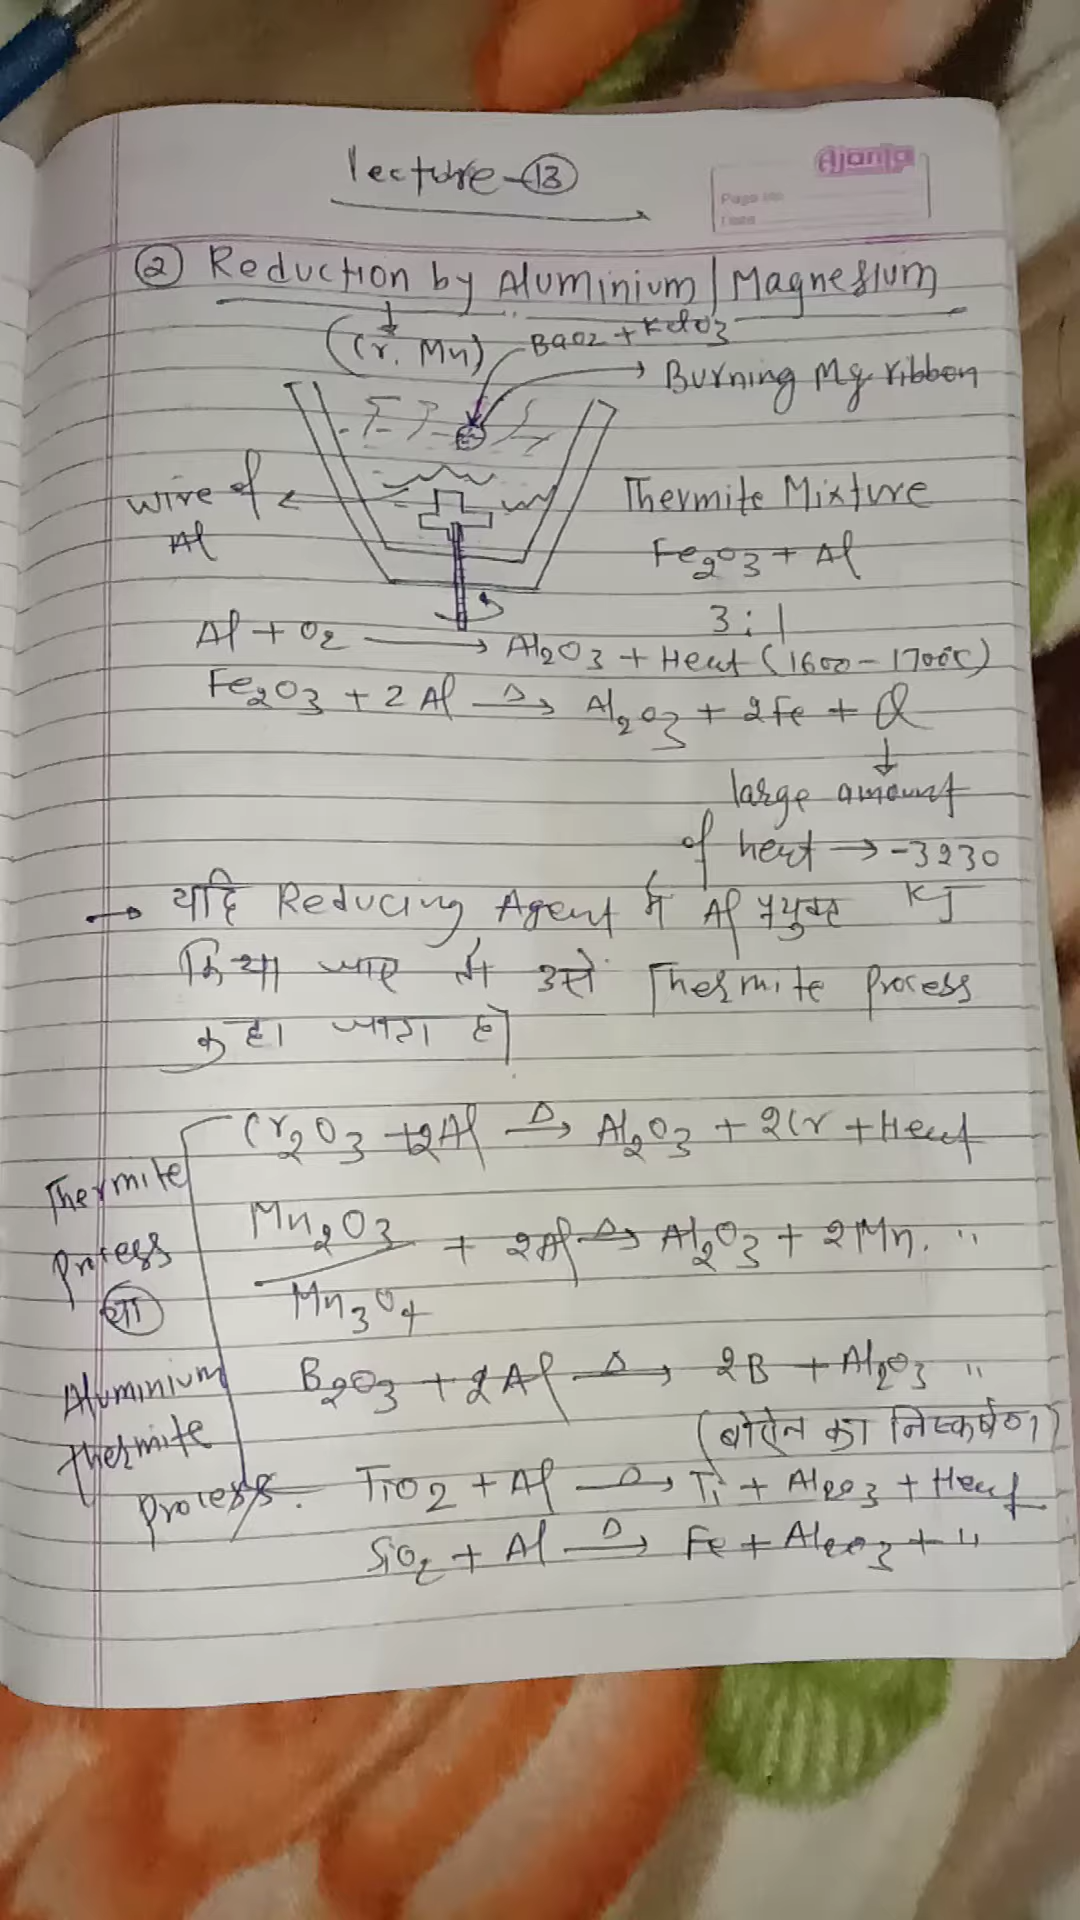 lecture-13
Ajanta
Page No.
Date
② Reduction by Aluminium/Magnesium
(Cr, Mn)
BaO2 + KClO3
Burning Mg ribbon
wire of
Al
Thermite Mixture
Fe2O3 + Al
3 : 1
Al + O2 → Al2O3 + Heat (1600-1700°C)
Fe2O3 + 2Al Δ→ Al2O3 + 2Fe + Q
large amount
of heat → -3230
KJ
→ यदि Reducing Agent में Al प्रयुक्त
किया जाए तो उसे Thermite Process
कहा जाता है।
Thermite
Process
या
Aluminium
thermite
process.
Cr2O3 + 2Al Δ→ Al2O3 + 2Cr + Heat
Mn2O3
Mn3O4
+ 2Al Δ→ Al2O3 + 2Mn. "
B2O3 + 2Al Δ→ 2B + Al2O3 "
(बोरॉन का निस्कर्षण)
TiO2 + Al Δ→ Ti + Al2O3 + Heat
SiO2 + Al Δ→ Fe + Al2O3 + "